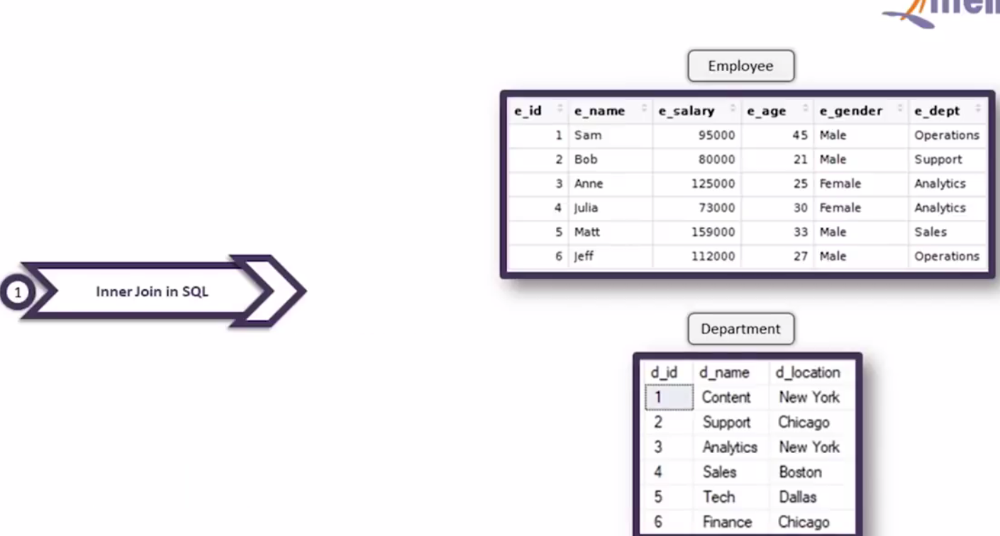 Employee
e_id e_name e_salary e_age e_gender e_dept
1 Sam 95000 45 Male Operations
2 Bob 80000 21 Male Support
3 Anne 125000 25 Female Analytics
4 Julia 73000 30 Female Analytics
5 Matt 159000 33 Male Sales
6 Jeff 112000 27 Male Operations
1 Inner Join in SQL
Department
d_id d_name d_location
1 Content New York
2 Support Chicago
3 Analytics New York
4 Sales Boston
5 Tech Dallas
6 Finance Chicago